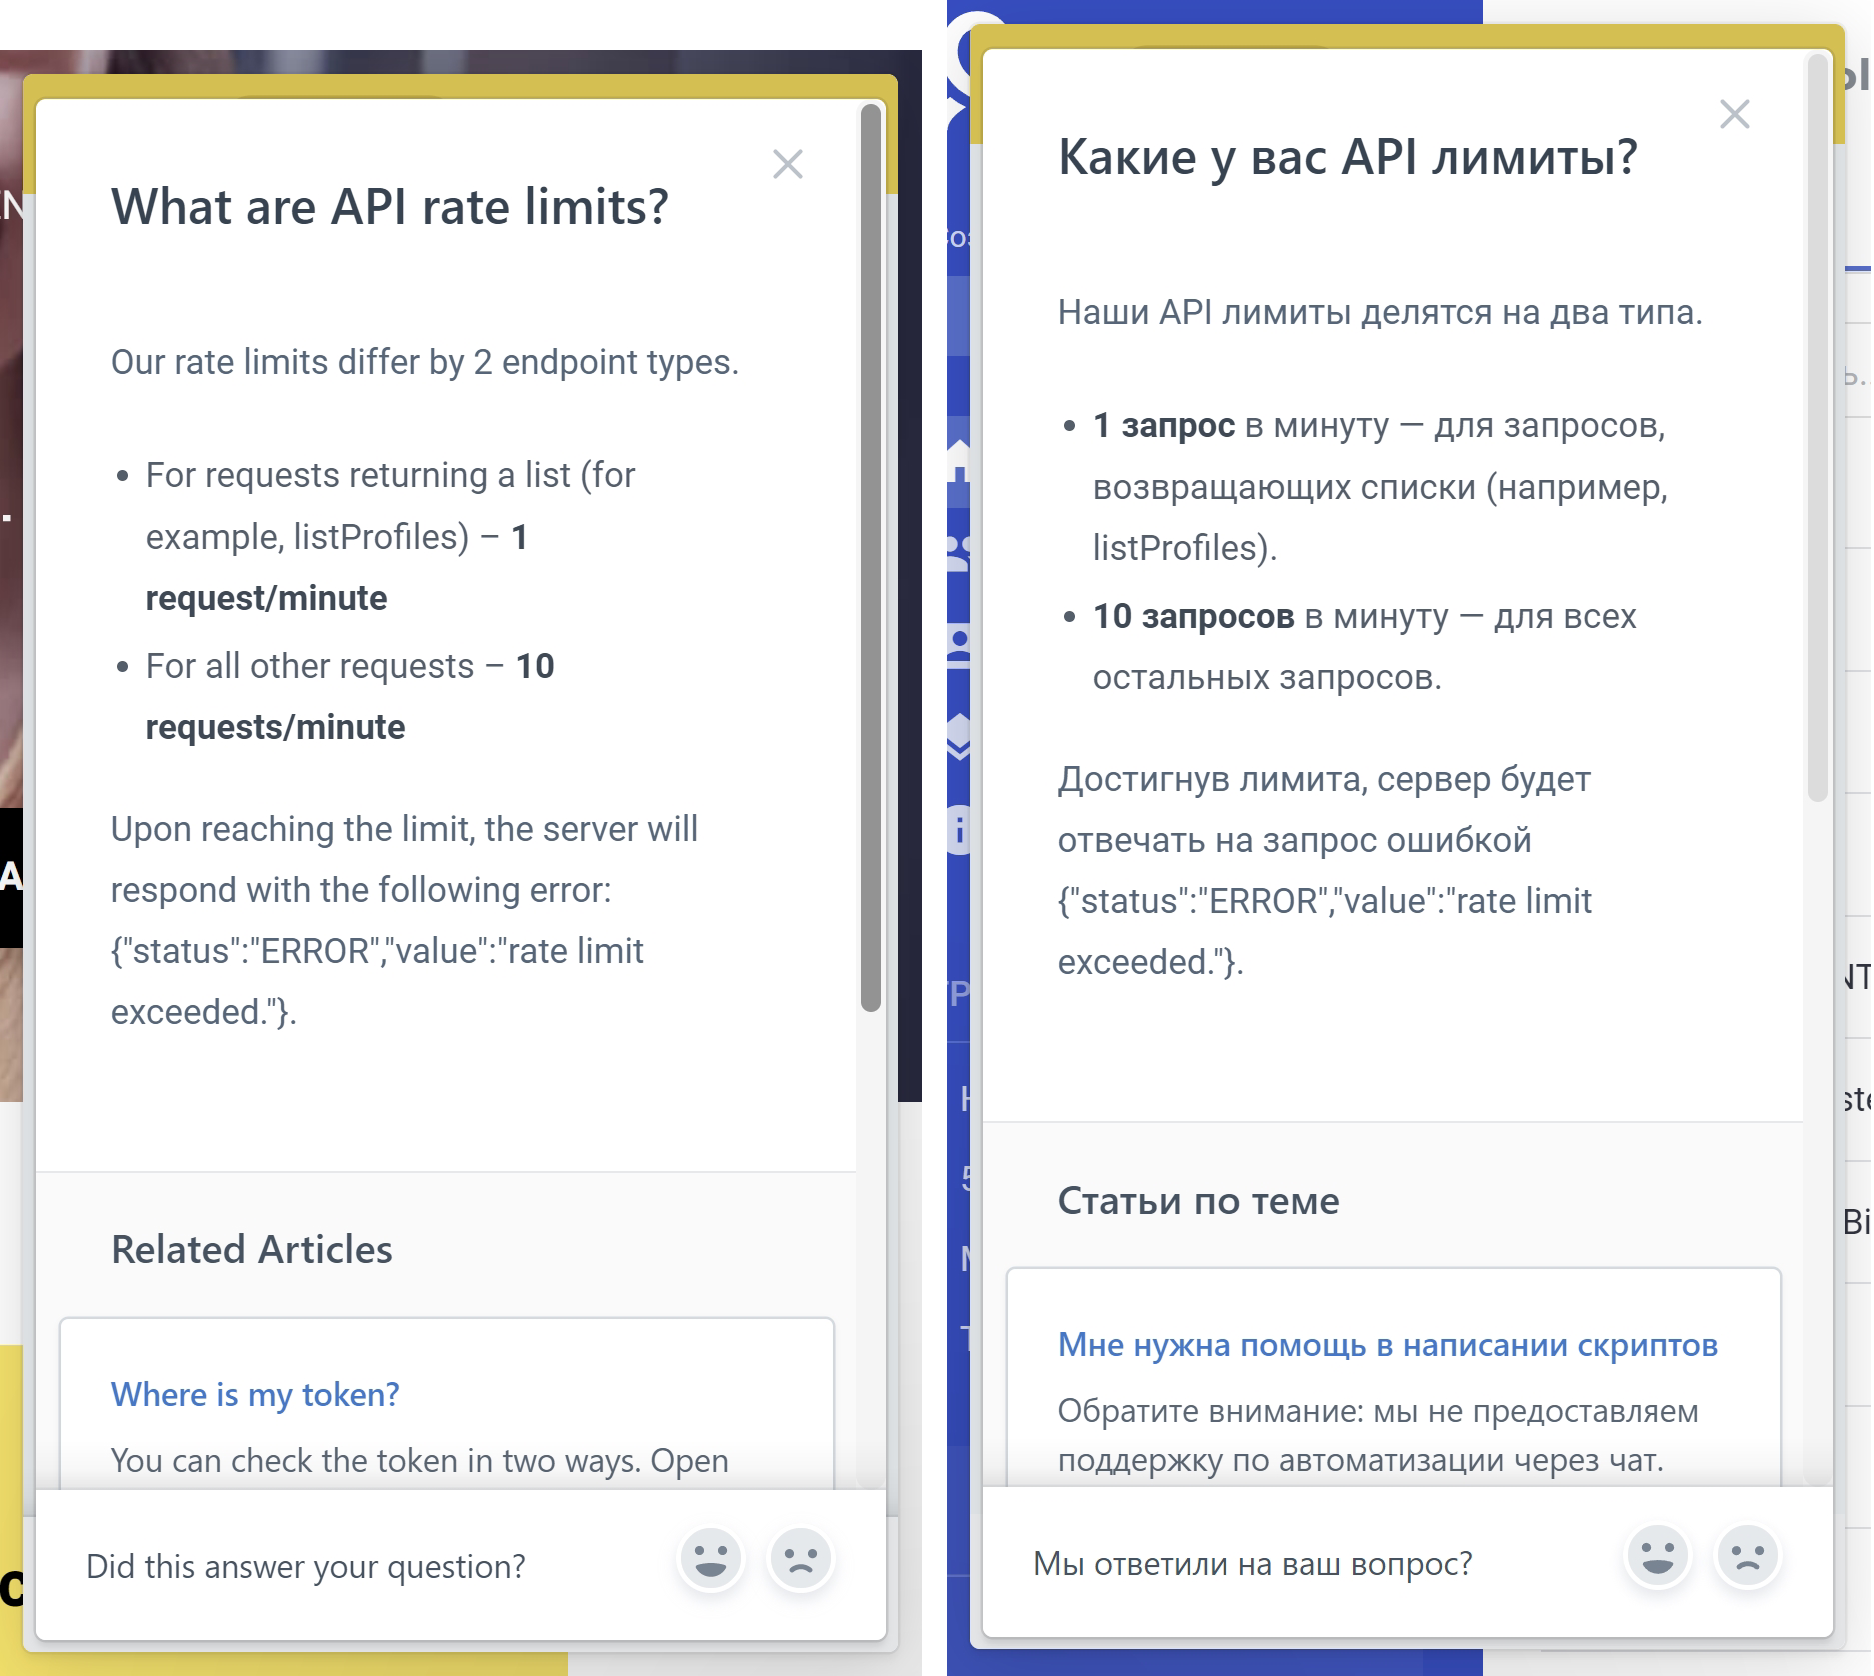 What are API rate limits?
Our rate limits differ by 2 endpoint types.
• For requests returning a list (for
example, listProfiles) – 1
request/minute
• For all other requests – 10
requests/minute
Upon reaching the limit, the server will
respond with the following error:
{"status":"ERROR","value":"rate limit
exceeded."}.
Related Articles
Where is my token?
You can check the token in two ways. Open
Did this answer your question?
Какие у вас API лимиты?
Наши API лимиты делятся на два типа.
• 1 запрос в минуту — для запросов,
возвращающих списки (например,
listProfiles).
• 10 запросов в минуту — для всех
остальных запросов.
Достигнув лимита, сервер будет
отвечать на запрос ошибкой
{"status":"ERROR","value":"rate limit
exceeded."}.
Статьи по теме
Мне нужна помощь в написании скриптов
Обратите внимание: мы не предоставляем
поддержку по автоматизации через чат.
Мы ответили на ваш вопрос?